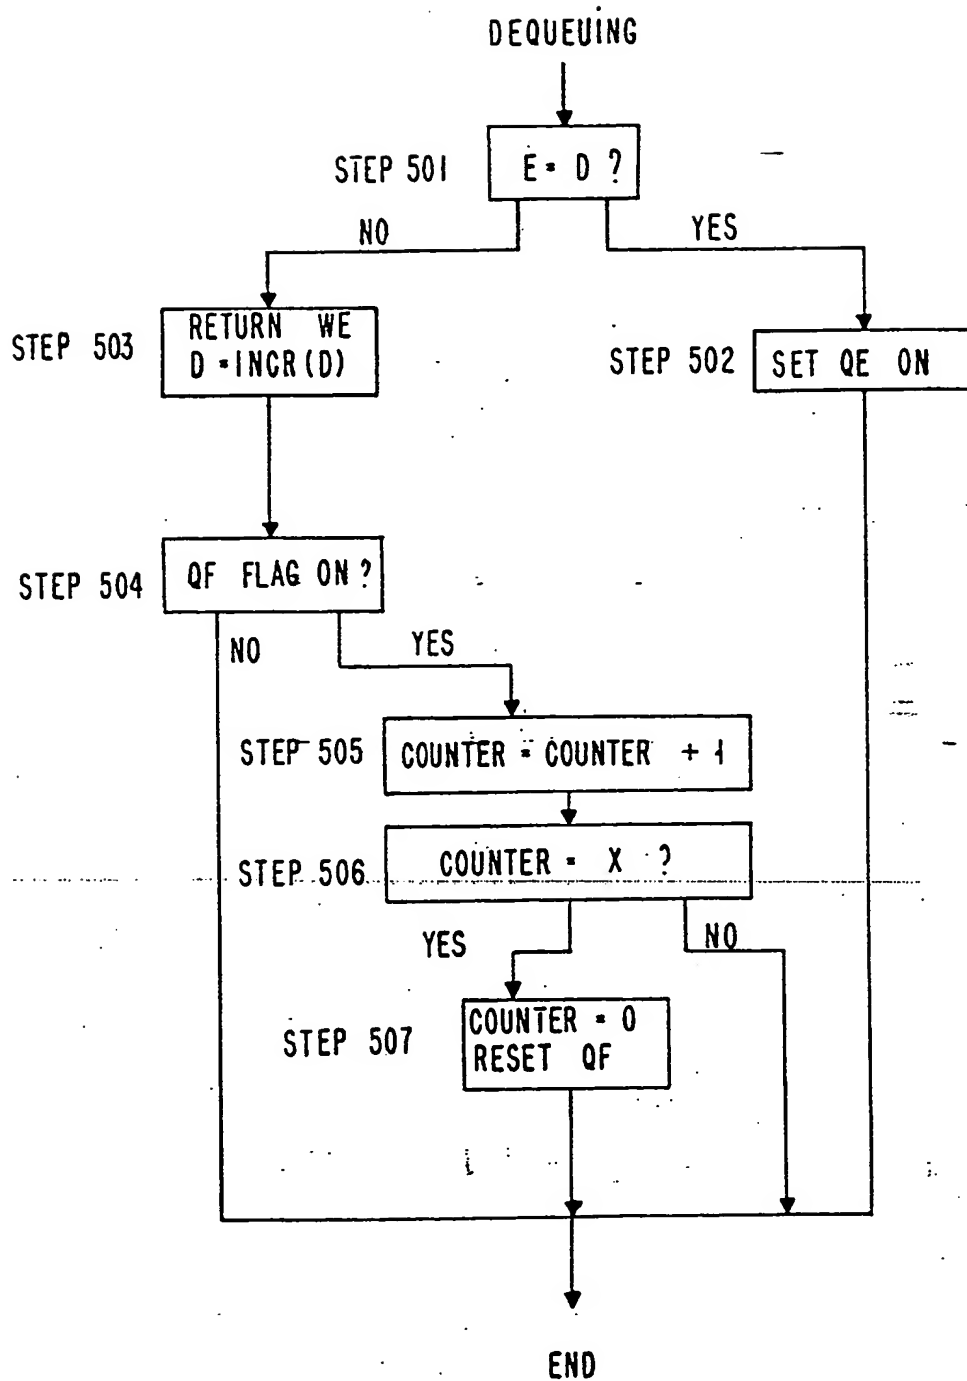 DEQUEUING
STEP 501
E = D ?
NO
YES
STEP 503
RETURN WE
D = INCR (D)
STEP 502
SET QE ON
STEP 504
QF FLAG ON ?
NO
YES
STEP 505
COUNTER = COUNTER + 1
STEP 506
COUNTER = X ?
YES
NO
STEP 507
COUNTER = 0
RESET QF
END